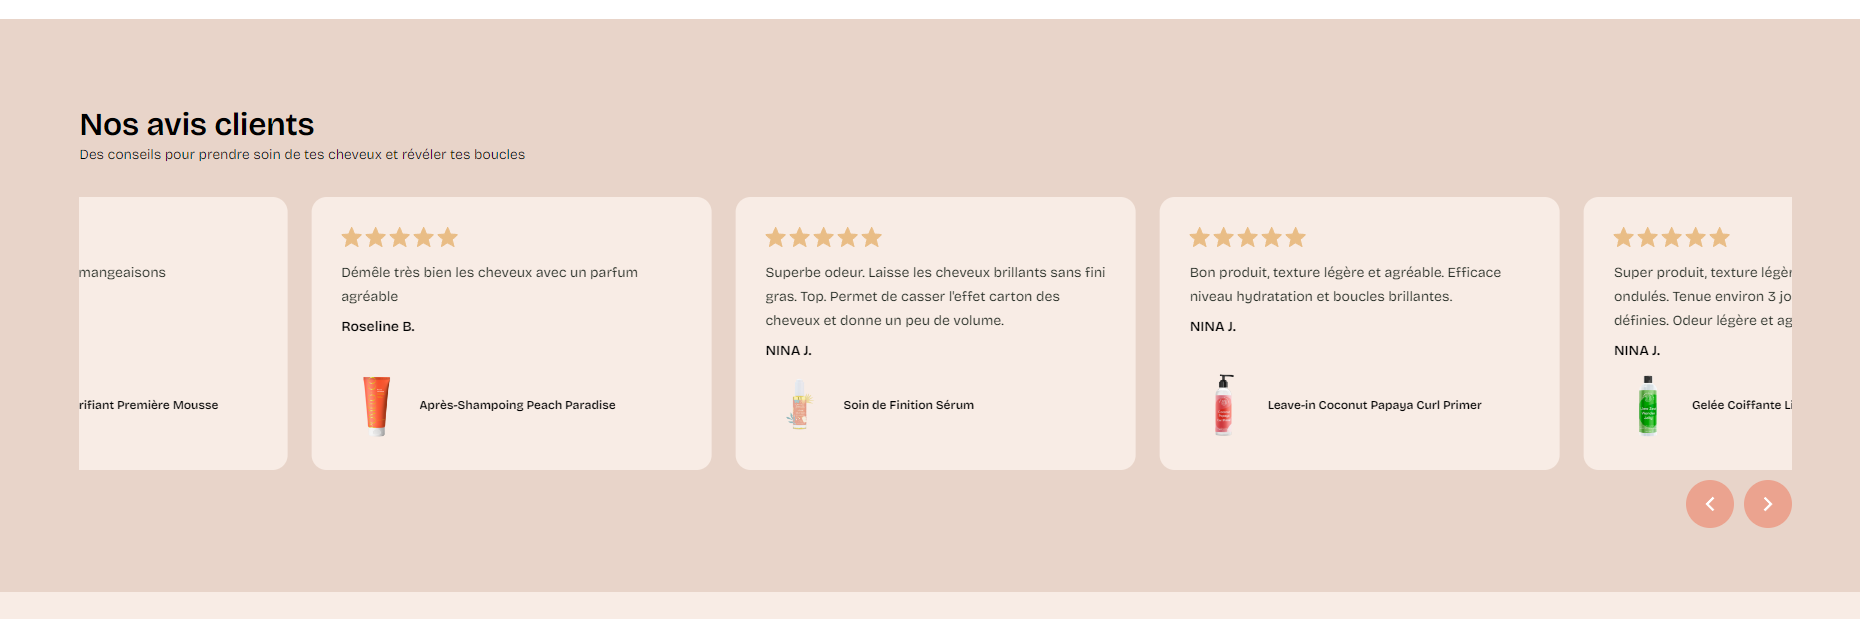 Nos avis clients
Des conseils pour prendre soin de tes cheveux et révéler tes boucles
mangeaisons
rifiant Première Mousse
Démêle très bien les cheveux avec un parfum
agréable
Roseline B.
Après-Shampoing Peach Paradise
Superbe odeur. Laisse les cheveux brillants sans fini
gras. Top. Permet de casser l'effet carton des
cheveux et donne un peu de volume.
NINA J.
Soin de Finition Sérum
Bon produit, texture légère et agréable. Efficace
niveau hydratation et boucles brillantes.
NINA J.
Leave-in Coconut Papaya Curl Primer
Super produit, texture légèr
ondulés. Tenue environ 3 jo
définies. Odeur légère et ag
NINA J.
Gelée Coiffante Li